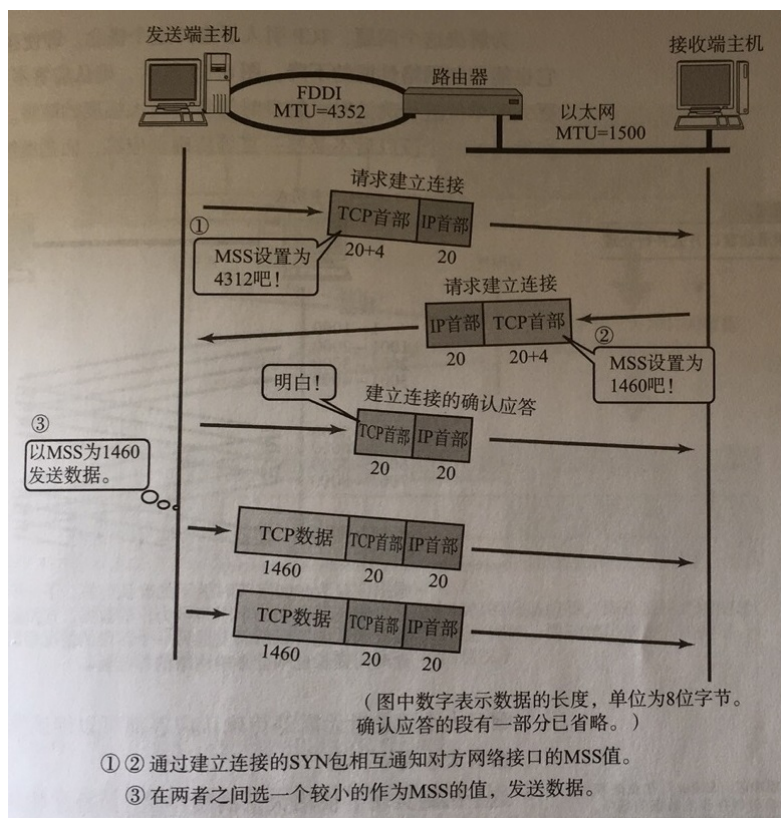 发送端主机
接收端主机
FDDI
MTU=4352
路由器
以太网
MTU=1500
请求建立连接
TCP首部 IP首部
20+4 20
①
MSS设置为
4312吧！
请求建立连接
IP首部 TCP首部
20 20+4
②
MSS设置为
1460吧！
明白！
建立连接的确认应答
TCP首部 IP首部
20 20
③
以MSS为1460
发送数据。
TCP数据 TCP首部 IP首部
1460 20 20
TCP数据 TCP首部 IP首部
1460 20 20
（图中数字表示数据的长度，单位为8位字节。
确认应答的段有一部分已省略。）
①②通过建立连接的SYN包相互通知对方网络接口的MSS值。
③在两者之间选一个较小的作为MSS的值，发送数据。